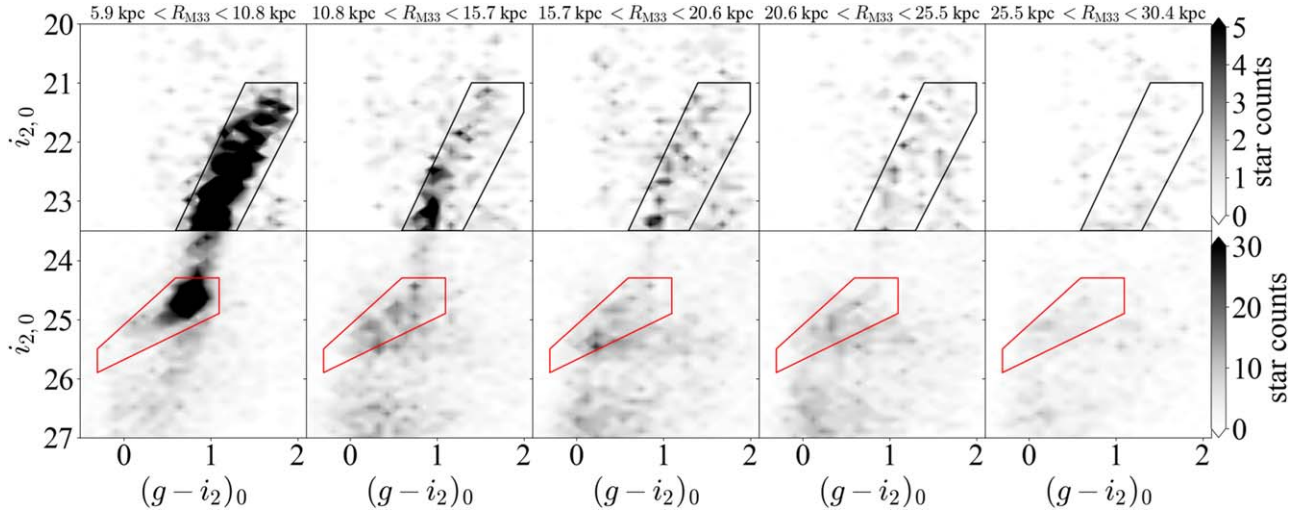 5.9 kpc < R_M33 < 10.8 kpc
10.8 kpc < R_M33 < 15.7 kpc
15.7 kpc < R_M33 < 20.6 kpc
20.6 kpc < R_M33 < 25.5 kpc
25.5 kpc < R_M33 < 30.4 kpc
20
21
22
23
i_{2,0}
5
4
3
2
1
0
star counts
24
25
26
27
i_{2,0}
30
20
10
0
star counts
0 1 2
0 1 2
0 1 2
0 1 2
0 1 2
(g − i_2)_0
(g − i_2)_0
(g − i_2)_0
(g − i_2)_0
(g − i_2)_0